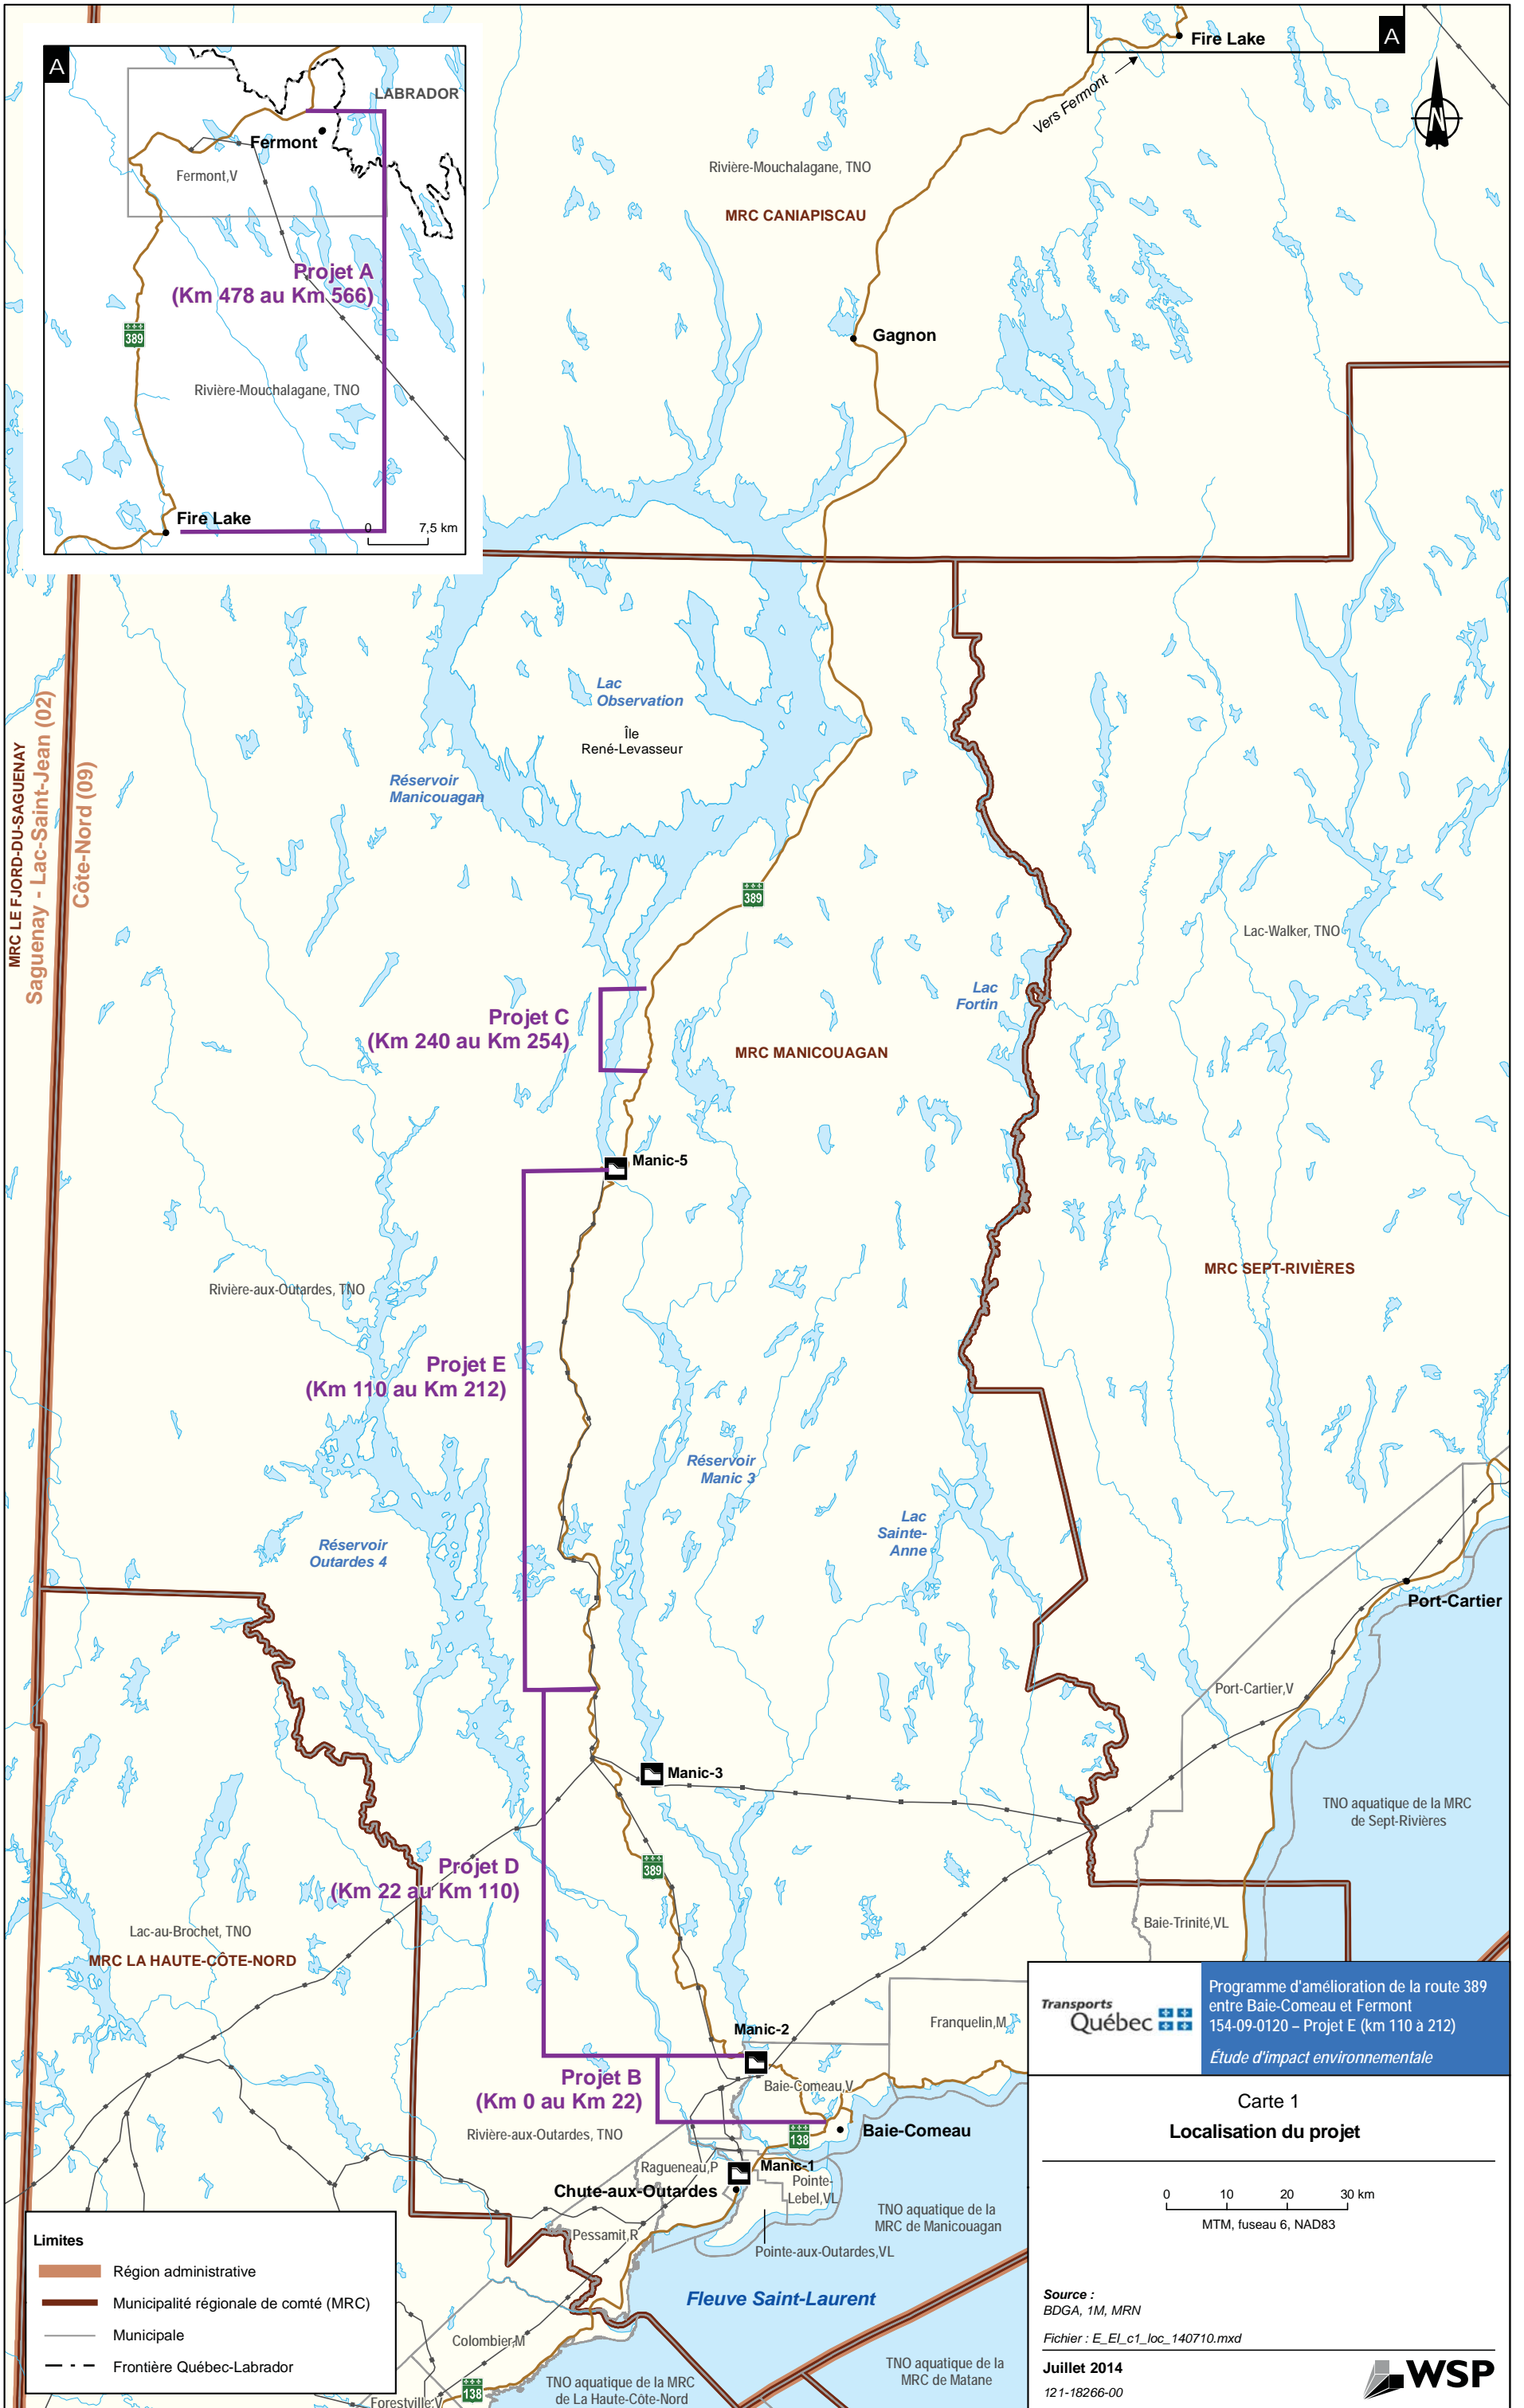 A
LABRADOR
Fermont
Fermont,V
Projet A
(Km 478 au Km 566)
389
Rivière-Mouchalagane, TNO
Fire Lake
0 7,5 km
Fire Lake
A
Vers Fermont
N
Rivière-Mouchalagane, TNO
MRC CANIAPISCAU
Gagnon
Lac
Observation
Île
René-Levasseur
Réservoir
Manicouagan
MRC LE FJORD-DU-SAGUENAY
Saguenay - Lac-Saint-Jean (02)
Côte-Nord (09)
389
Lac-Walker, TNO
Lac
Fortin
Projet C
(Km 240 au Km 254)
MRC MANICOUAGAN
Manic-5
Rivière-aux-Outardes, TNO
MRC SEPT-RIVIÈRES
Projet E
(Km 110 au Km 212)
Réservoir
Manic 3
Lac
Sainte-
Anne
Réservoir
Outardes 4
Port-Cartier
Port-Cartier,V
Manic-3
TNO aquatique de la MRC
de Sept-Rivières
389
Projet D
(Km 22 au Km 110)
Lac-au-Brochet, TNO
MRC LA HAUTE-CÔTE-NORD
Baie-Trinité,VL
Franquelin,M
Manic-2
Projet B
(Km 0 au Km 22)
Baie-Comeau,V
Rivière-aux-Outardes, TNO
138
Baie-Comeau
Ragueneau,P
Manic-1
Pointe-
Lebel,VL
Chute-aux-Outardes
TNO aquatique de la
MRC de Manicouagan
Pessamit,R
Pointe-aux-Outardes,VL
Fleuve Saint-Laurent
Colombier,M
TNO aquatique de la
MRC de Matane
TNO aquatique de la MRC
de La Haute-Côte-Nord
138
Forestville,V
Limites
Région administrative
Municipalité régionale de comté (MRC)
Municipale
Frontière Québec-Labrador
Transports
Québec
Programme d'amélioration de la route 389
entre Baie-Comeau et Fermont
154-09-0120 – Projet E (km 110 à 212)
Étude d'impact environnementale
Carte 1
Localisation du projet
0 10 20 30 km
MTM, fuseau 6, NAD83
Source :
BDGA, 1M, MRN
Fichier : E_EI_c1_loc_140710.mxd
Juillet 2014
121-18266-00
WSP